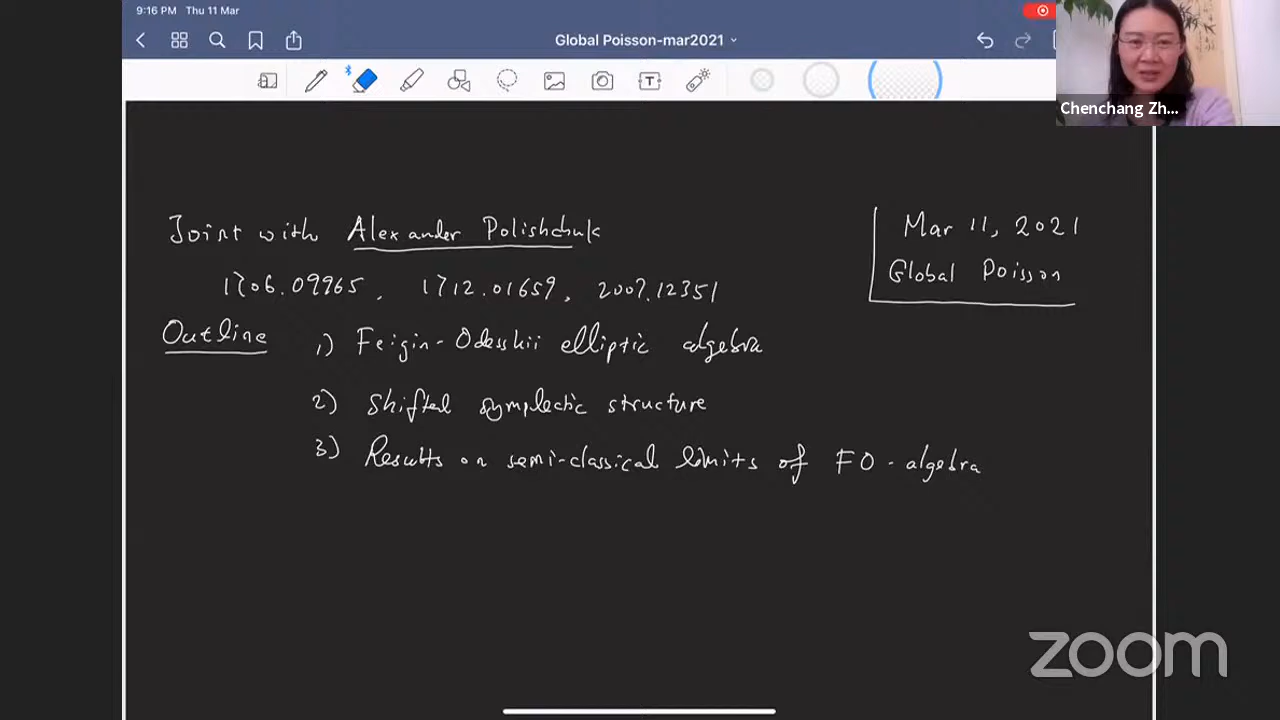 9:16 PM Thu 11 Mar
Global Poisson-mar2021
Chenchang Zh...
Joint with Alexander Polishchuk
Mar 11, 2021
Global Poisson
1706.09965, 1712.01659, 2007.12351
Outline
1) Feigin-Odesskii elliptic algebra
2) Shifted symplectic structure
3) Results on semi-classical limits of FO-algebra
zoom